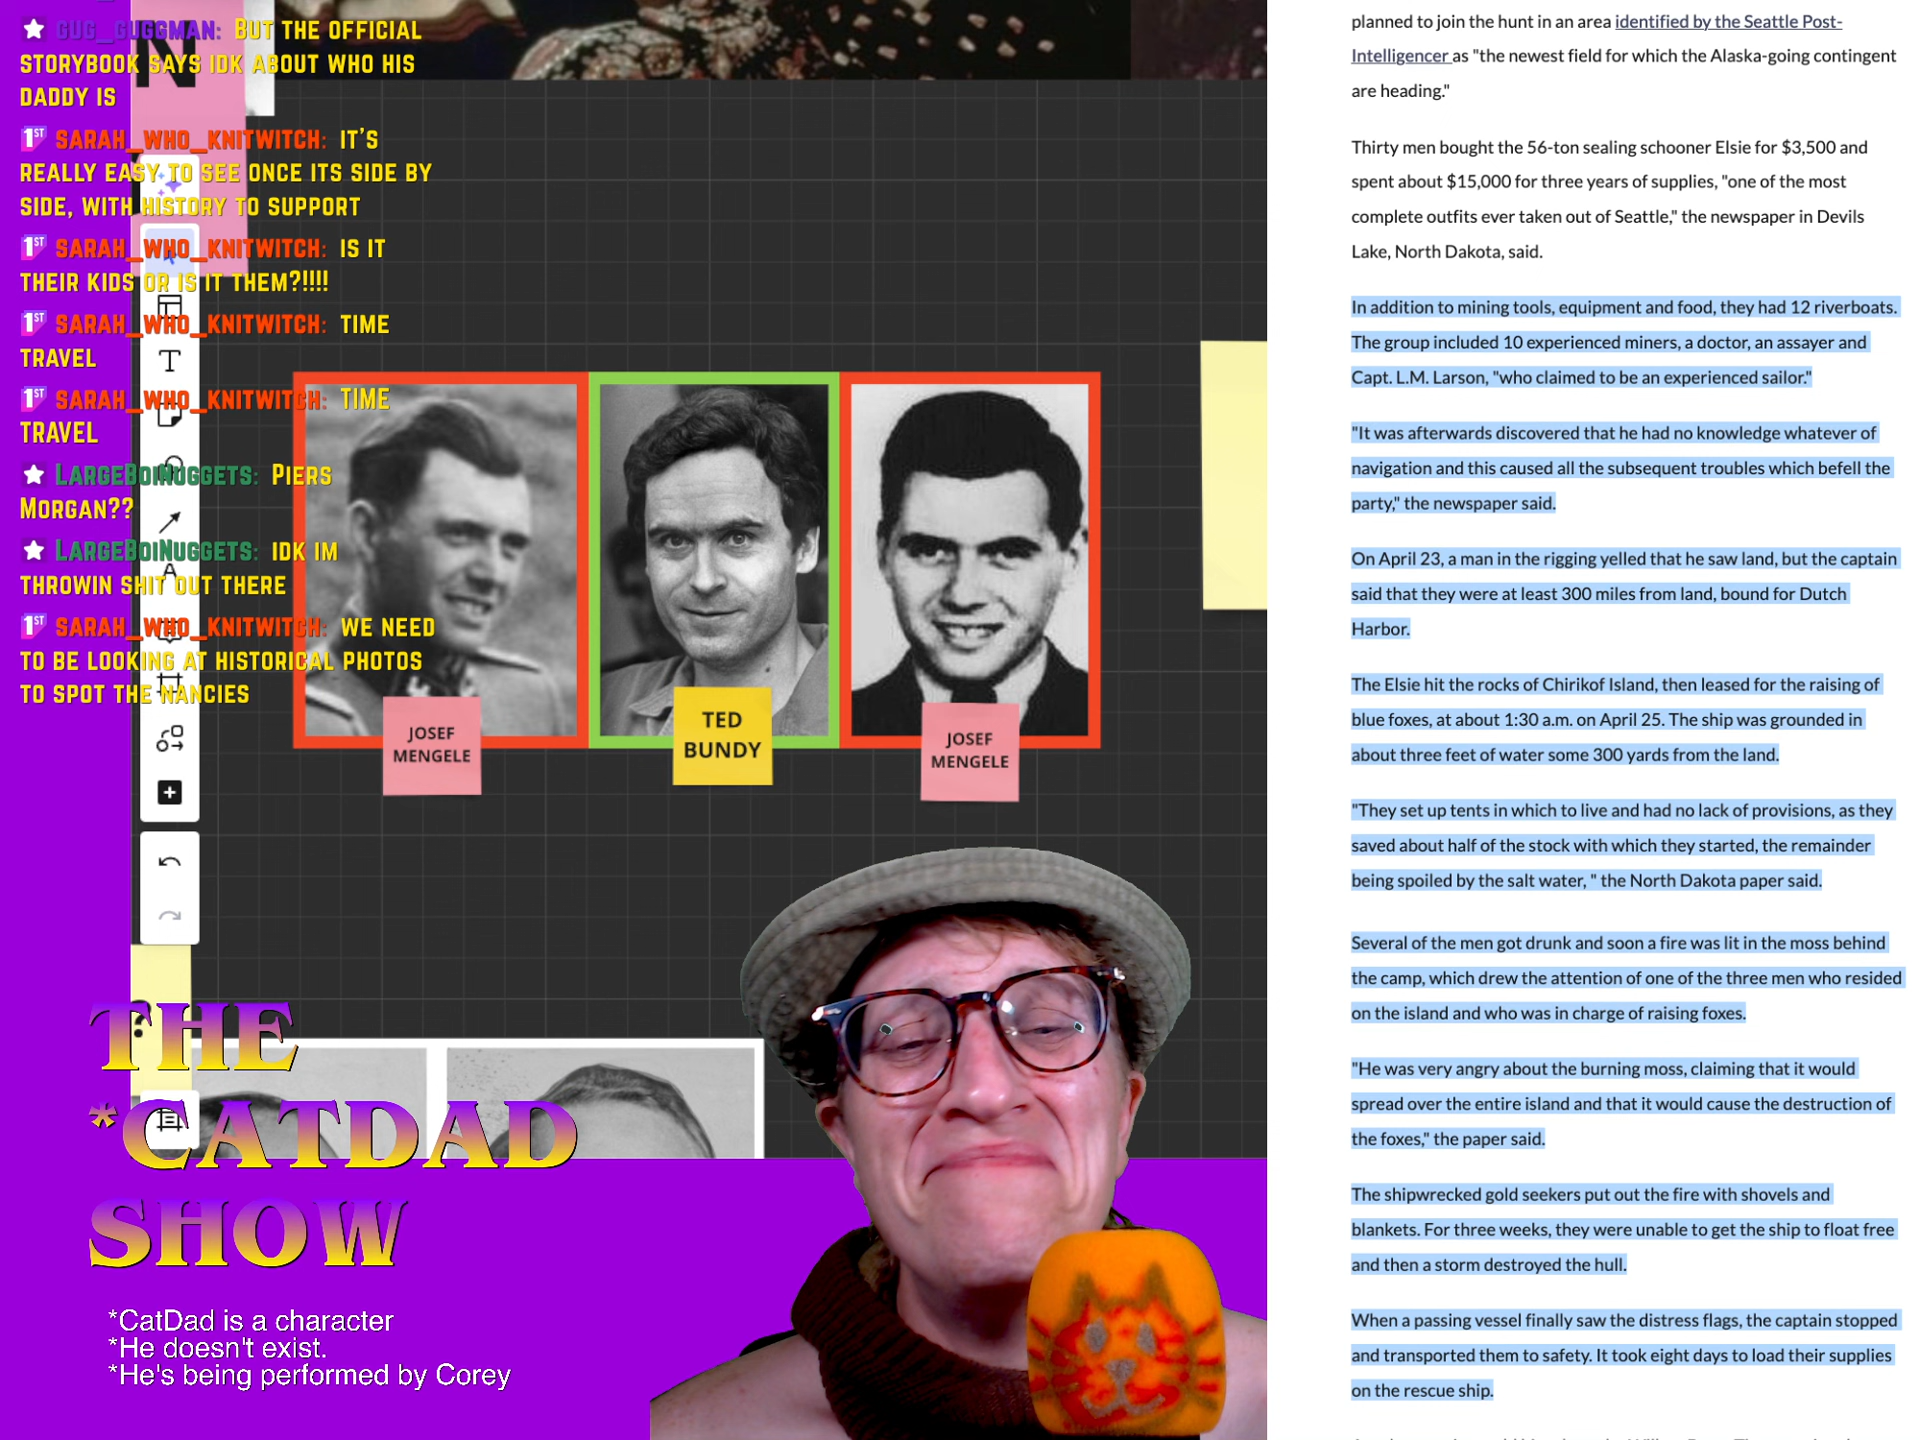 GUG_GUGGMAN: BUT THE OFFICIAL
STORYBOOK SAYS IDK ABOUT WHO HIS
DADDY IS
1ST SARAH_WHO_KNITWITCH: IT'S
REALLY EASY TO SEE ONCE ITS SIDE BY
SIDE, WITH HISTORY TO SUPPORT
1ST SARAH_WHO_KNITWITCH: IS IT
THEIR KIDS OR IS IT THEM?!!!!
1ST SARAH_WHO_KNITWITCH: TIME
TRAVEL
1ST SARAH_WHO_KNITWITCH: TIME
TRAVEL
LARGEBOINUGGETS: PIERS
MORGAN??
LARGEBOINUGGETS: IDK IM
THROWIN SHIT OUT THERE
1ST SARAH_WHO_KNITWITCH: WE NEED
TO BE LOOKING AT HISTORICAL PHOTOS
TO SPOT THE NANCIES
N
T
A
JOSEF
MENGELE
TED
BUNDY
JOSEF
MENGELE
THE
*CATDAD
SHOW
*CatDad is a character
*He doesn't exist.
*He's being performed by Corey
planned to join the hunt in an area identified by the Seattle Post-
Intelligencer as "the newest field for which the Alaska-going contingent
are heading."
Thirty men bought the 56-ton sealing schooner Elsie for $3,500 and
spent about $15,000 for three years of supplies, "one of the most
complete outfits ever taken out of Seattle," the newspaper in Devils
Lake, North Dakota, said.
In addition to mining tools, equipment and food, they had 12 riverboats.
The group included 10 experienced miners, a doctor, an assayer and
Capt. L.M. Larson, "who claimed to be an experienced sailor."
"It was afterwards discovered that he had no knowledge whatever of
navigation and this caused all the subsequent troubles which befell the
party," the newspaper said.
On April 23, a man in the rigging yelled that he saw land, but the captain
said that they were at least 300 miles from land, bound for Dutch
Harbor.
The Elsie hit the rocks of Chirikof Island, then leased for the raising of
blue foxes, at about 1:30 a.m. on April 25. The ship was grounded in
about three feet of water some 300 yards from the land.
"They set up tents in which to live and had no lack of provisions, as they
saved about half of the stock with which they started, the remainder
being spoiled by the salt water, " the North Dakota paper said.
Several of the men got drunk and soon a fire was lit in the moss behind
the camp, which drew the attention of one of the three men who resided
on the island and who was in charge of raising foxes.
"He was very angry about the burning moss, claiming that it would
spread over the entire island and that it would cause the destruction of
the foxes," the paper said.
The shipwrecked gold seekers put out the fire with shovels and
blankets. For three weeks, they were unable to get the ship to float free
and then a storm destroyed the hull.
When a passing vessel finally saw the distress flags, the captain stopped
and transported them to safety. It took eight days to load their supplies
on the rescue ship.